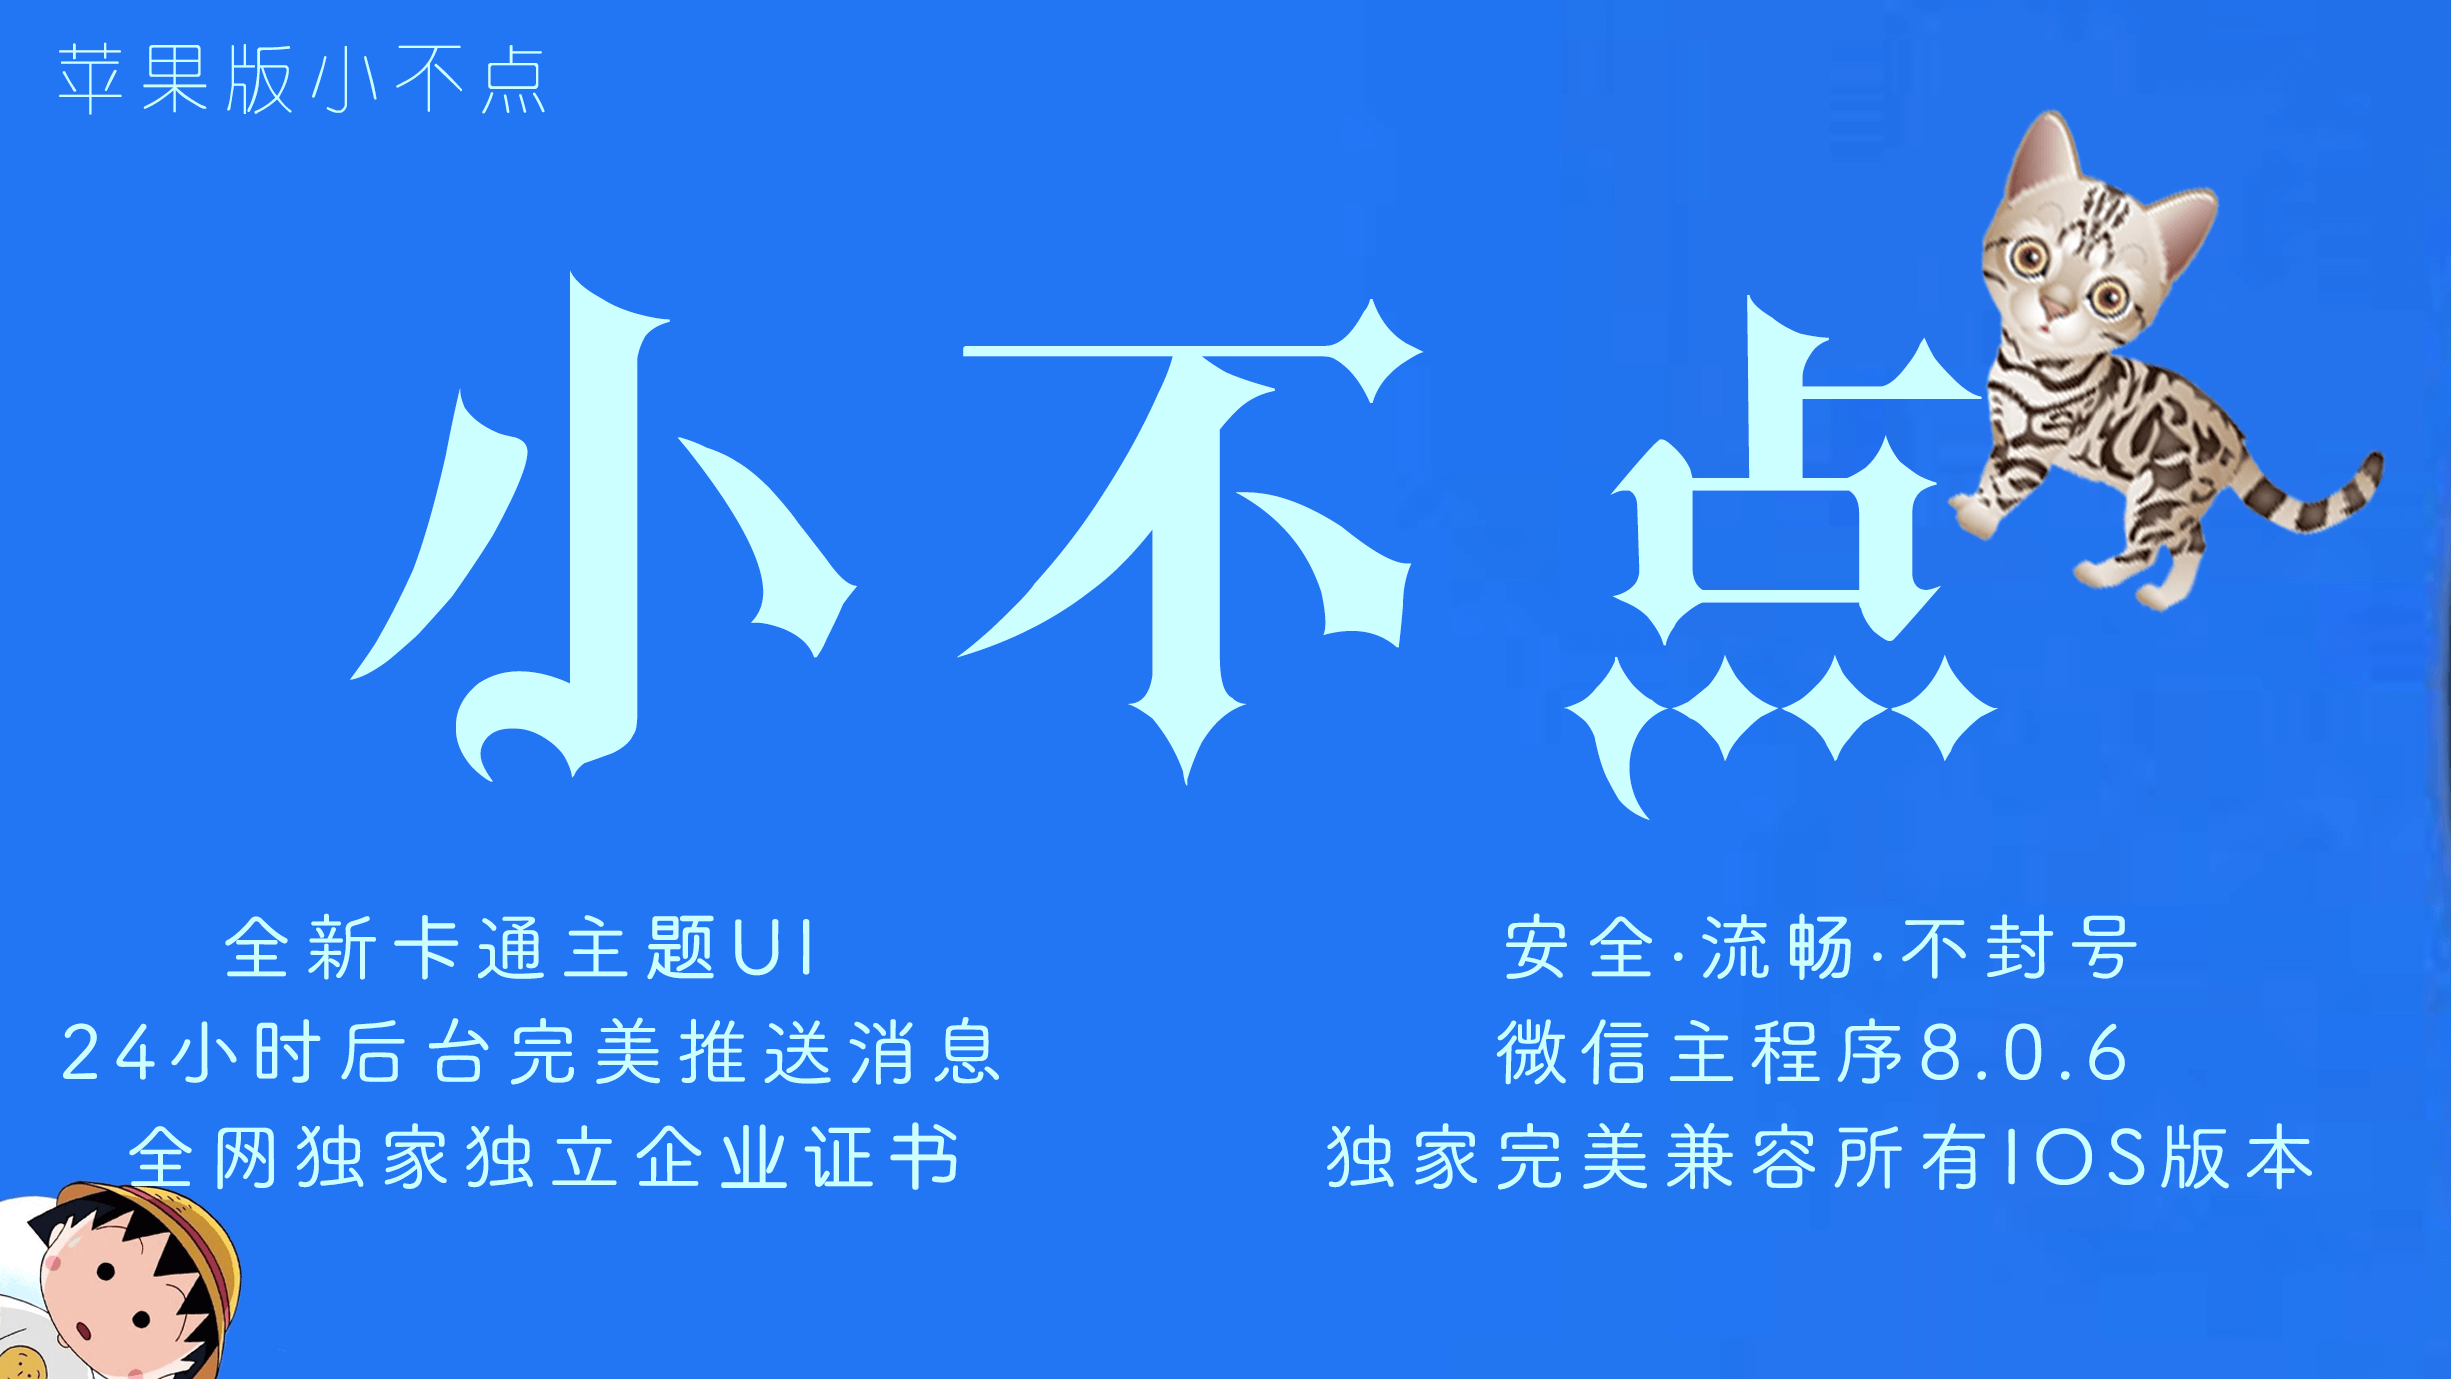 苹果版小不点
小不点
全新卡通主题UI
24小时后台完美推送消息
全网独家独立企业证书
安全·流畅·不封号
微信主程序8.0.6
独家完美兼容所有IOS版本